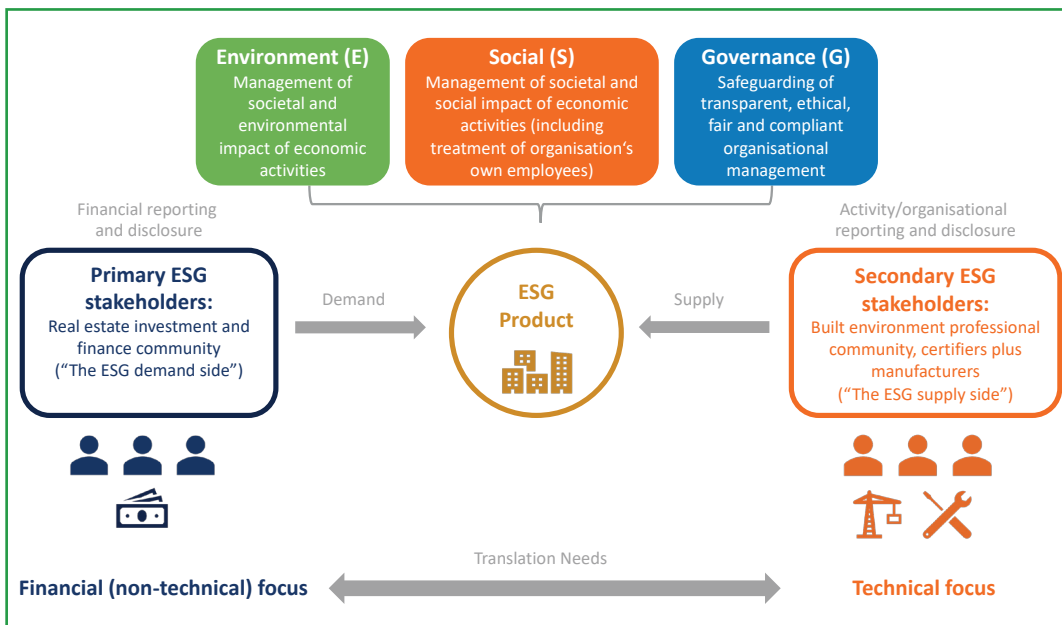 Environment (E)
Management of
societal and
environmental
impact of economic
activities
Social (S)
Management of societal and
social impact of economic
activities (including
treatment of organisation‘s
own employees)
Governance (G)
Safeguarding of
transparent, ethical,
fair and compliant
organisational
management
Financial reporting
and disclosure
Activity/organisational
reporting and disclosure
Primary ESG
stakeholders:
Real estate investment and
finance community
(“The ESG demand side”)
Demand
ESG
Product
Supply
Secondary ESG
stakeholders:
Built environment professional
community, certifiers plus
manufacturers
(“The ESG supply side”)
Translation Needs
Financial (non-technical) focus
Technical focus